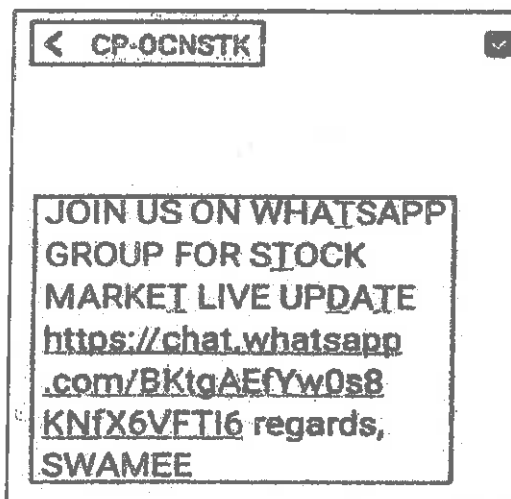 < CP-OCNSTK
JOIN US ON WHATSAPP
GROUP FOR STOCK
MARKET LIVE UPDATE
https://chat.whatsapp
.com/BKtgAEfYw0s8
KNfX6VFTI6 regards,
SWAMEE